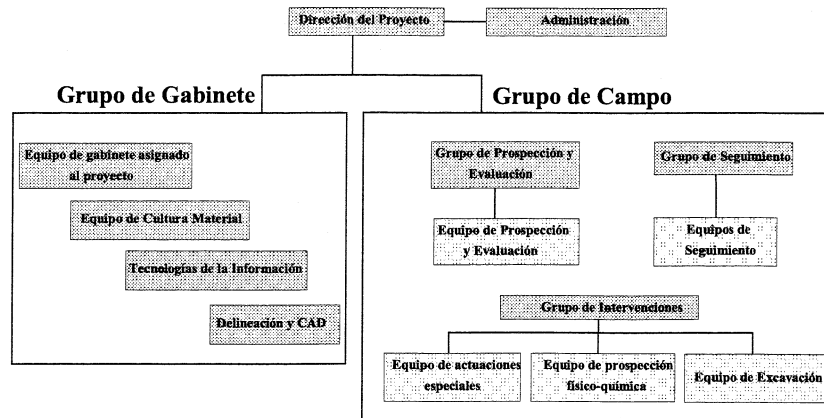 Dirección del Proyecto
Administración
Grupo de Gabinete
Equipo de gabinete asignado
al proyecto
Equipo de Cultura Material
Tecnologías de la Información
Delineación y CAD
Grupo de Campo
Grupo de Prospección y
Evaluación
Equipo de Prospección
y Evaluación
Grupo de Seguimiento
Equipos de
Seguimiento
Grupo de Intervenciones
Equipo de actuaciones
especiales
Equipo de prospección
físico-química
Equipo de Excavación